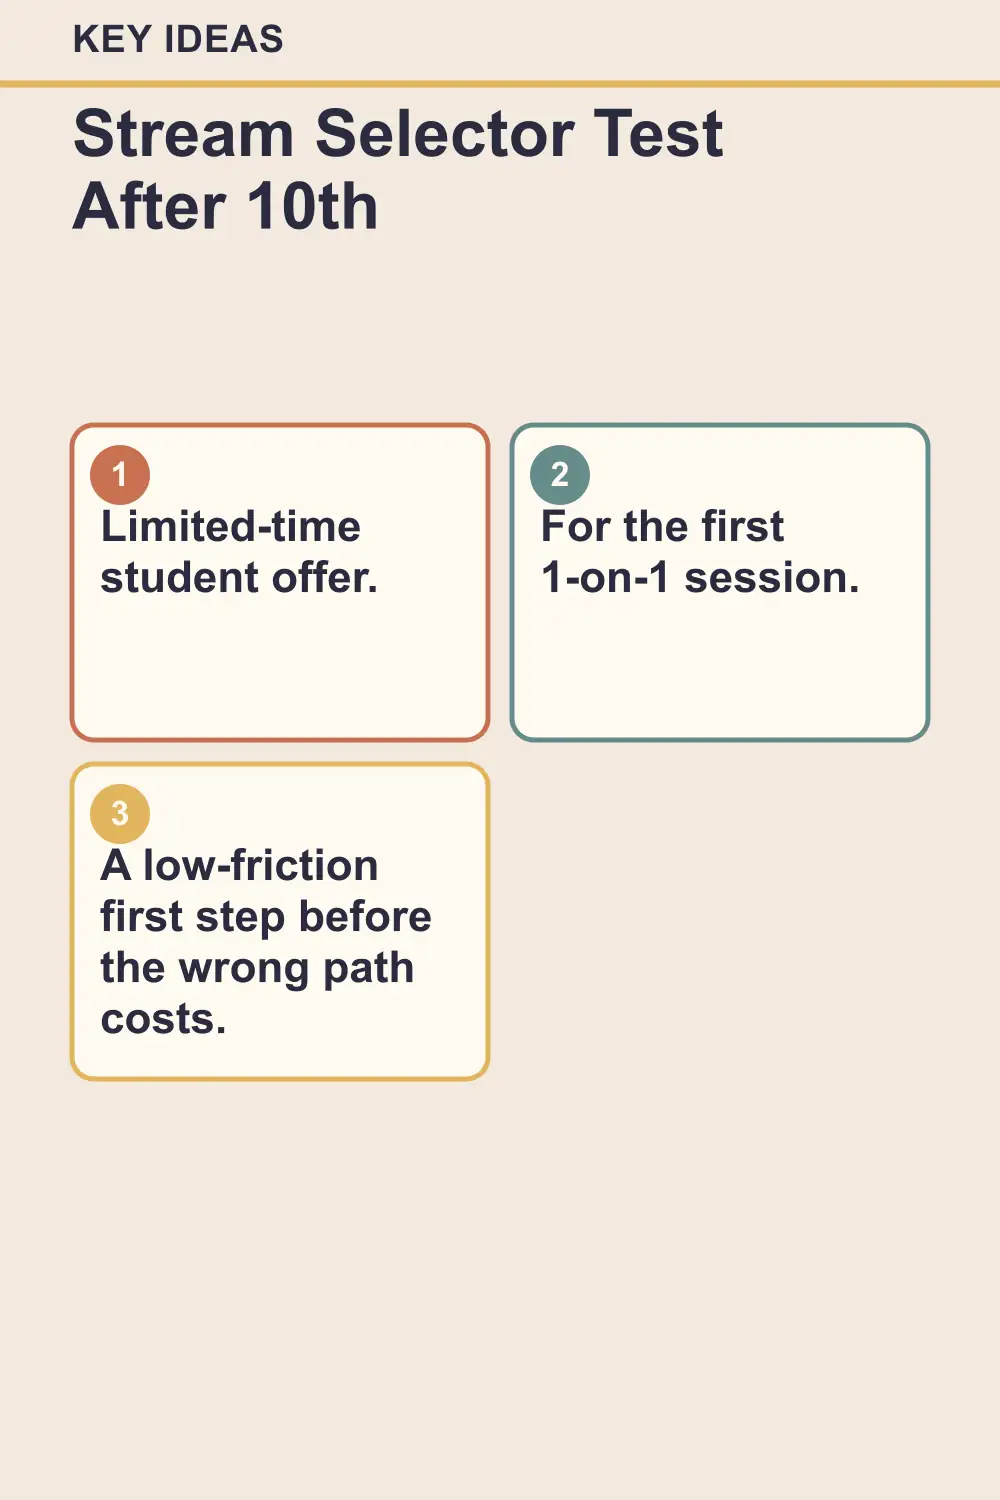 KEY IDEAS
Stream Selector Test
After 10th
1
Limited-time
student offer.
2
For the first
1-on-1 session.
3
A low-friction
first step before
the wrong path
costs.